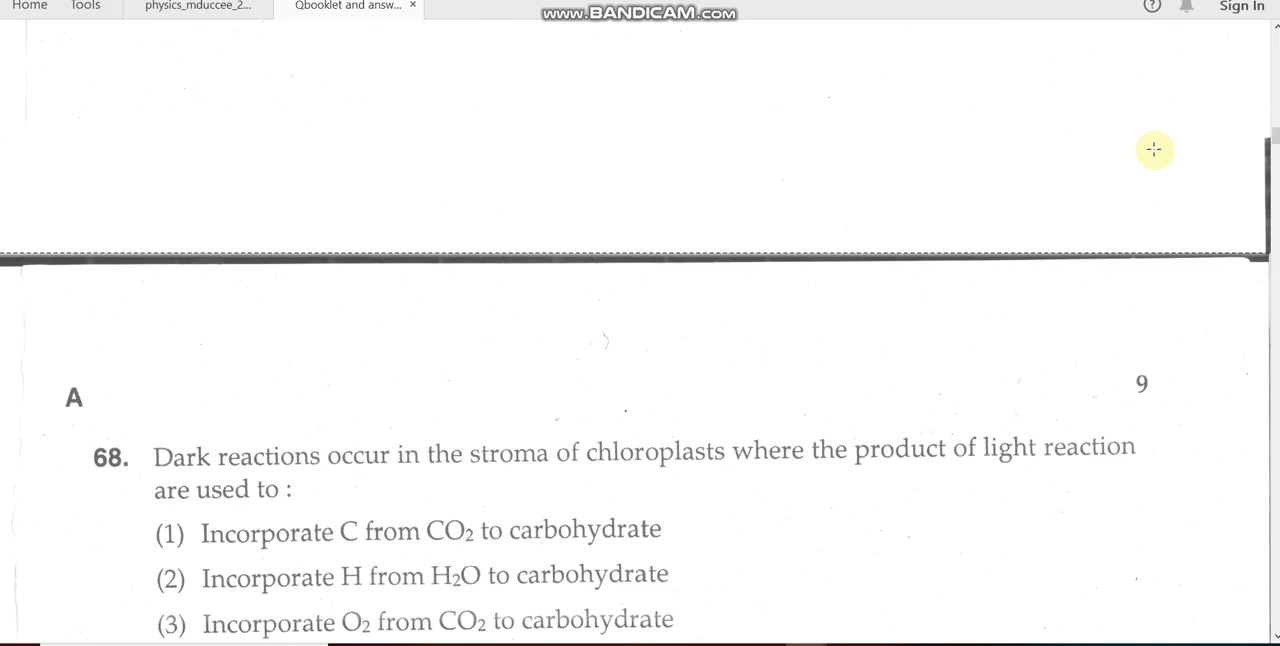 Home Tools physics_mduccee_2... Qbooklet and answ... × www.BANDICAM.com ? Sign In
A 9
68. Dark reactions occur in the stroma of chloroplasts where the product of light reaction
are used to :
(1) Incorporate C from CO2 to carbohydrate
(2) Incorporate H from H2O to carbohydrate
(3) Incorporate O2 from CO2 to carbohydrate